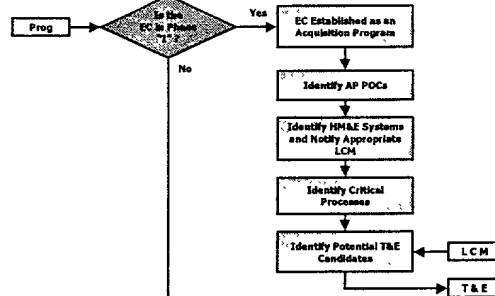 Prog
Is the
EC in Phase
"I" ?
Yes
No
EC Established as an
Acquisition Program
Identify AP POCs
Identify HM&E Systems
and Notify Appropriate
LCM
Identify Critical
Processes
Identify Potential T&E
Candidates
LCM
T & E